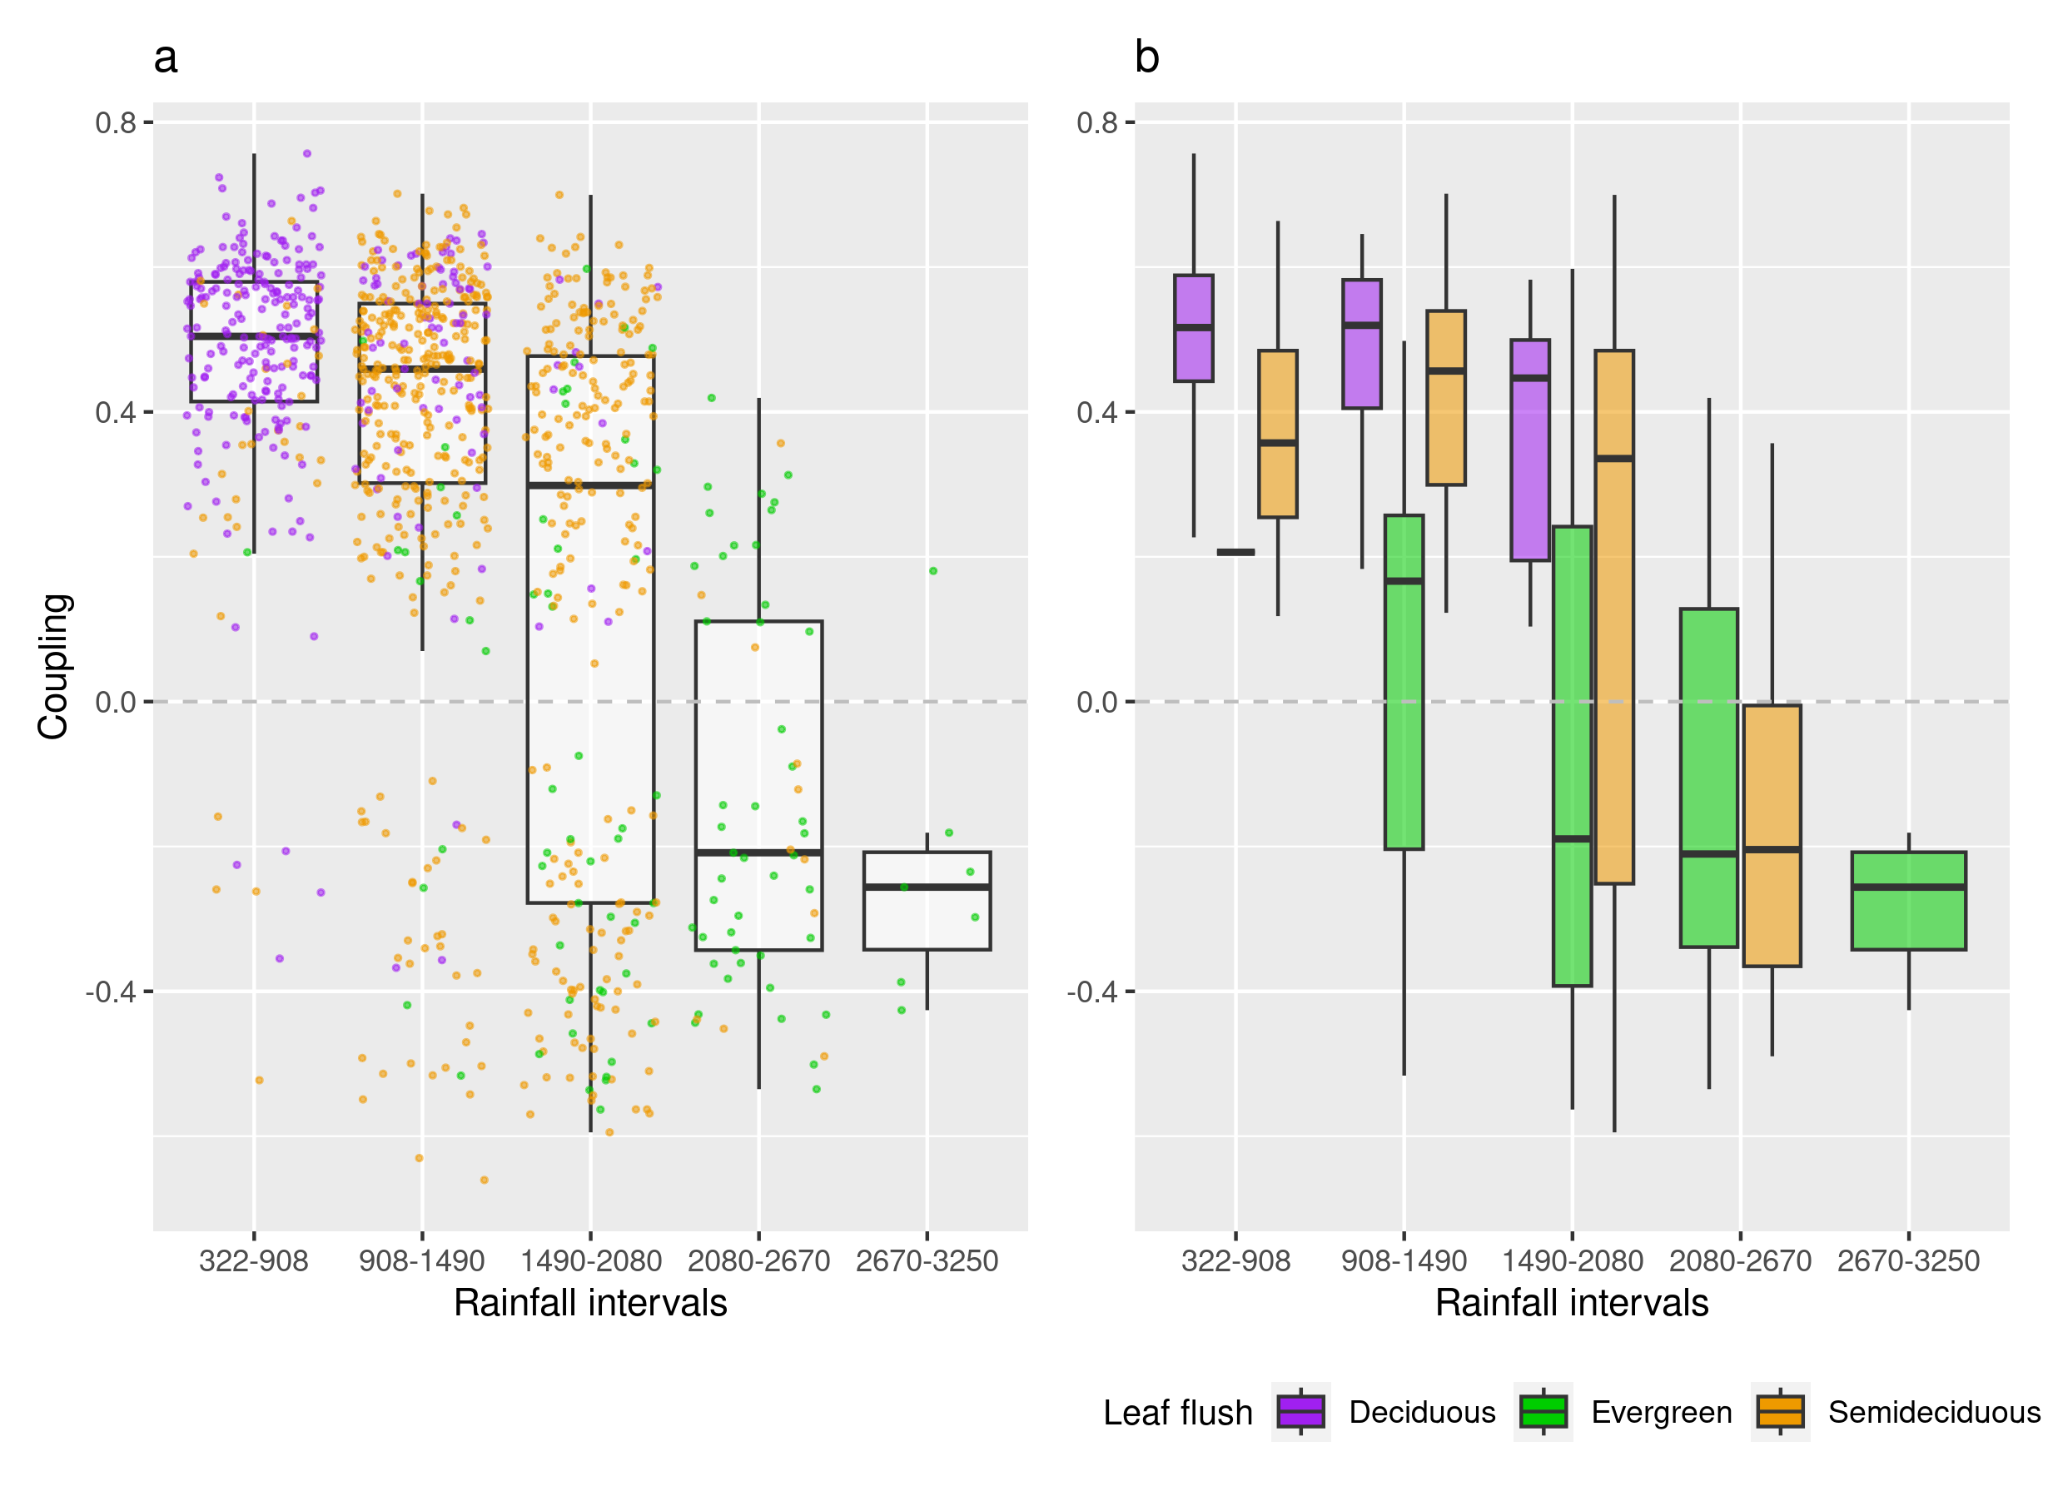 a
b
0.8
0.4
0.0
-0.4
Coupling
322-908 908-1490 1490-2080 2080-2670 2670-3250
Rainfall intervals
0.8
0.4
0.0
-0.4
322-908 908-1490 1490-2080 2080-2670 2670-3250
Rainfall intervals
Leaf flush Deciduous Evergreen Semideciduous